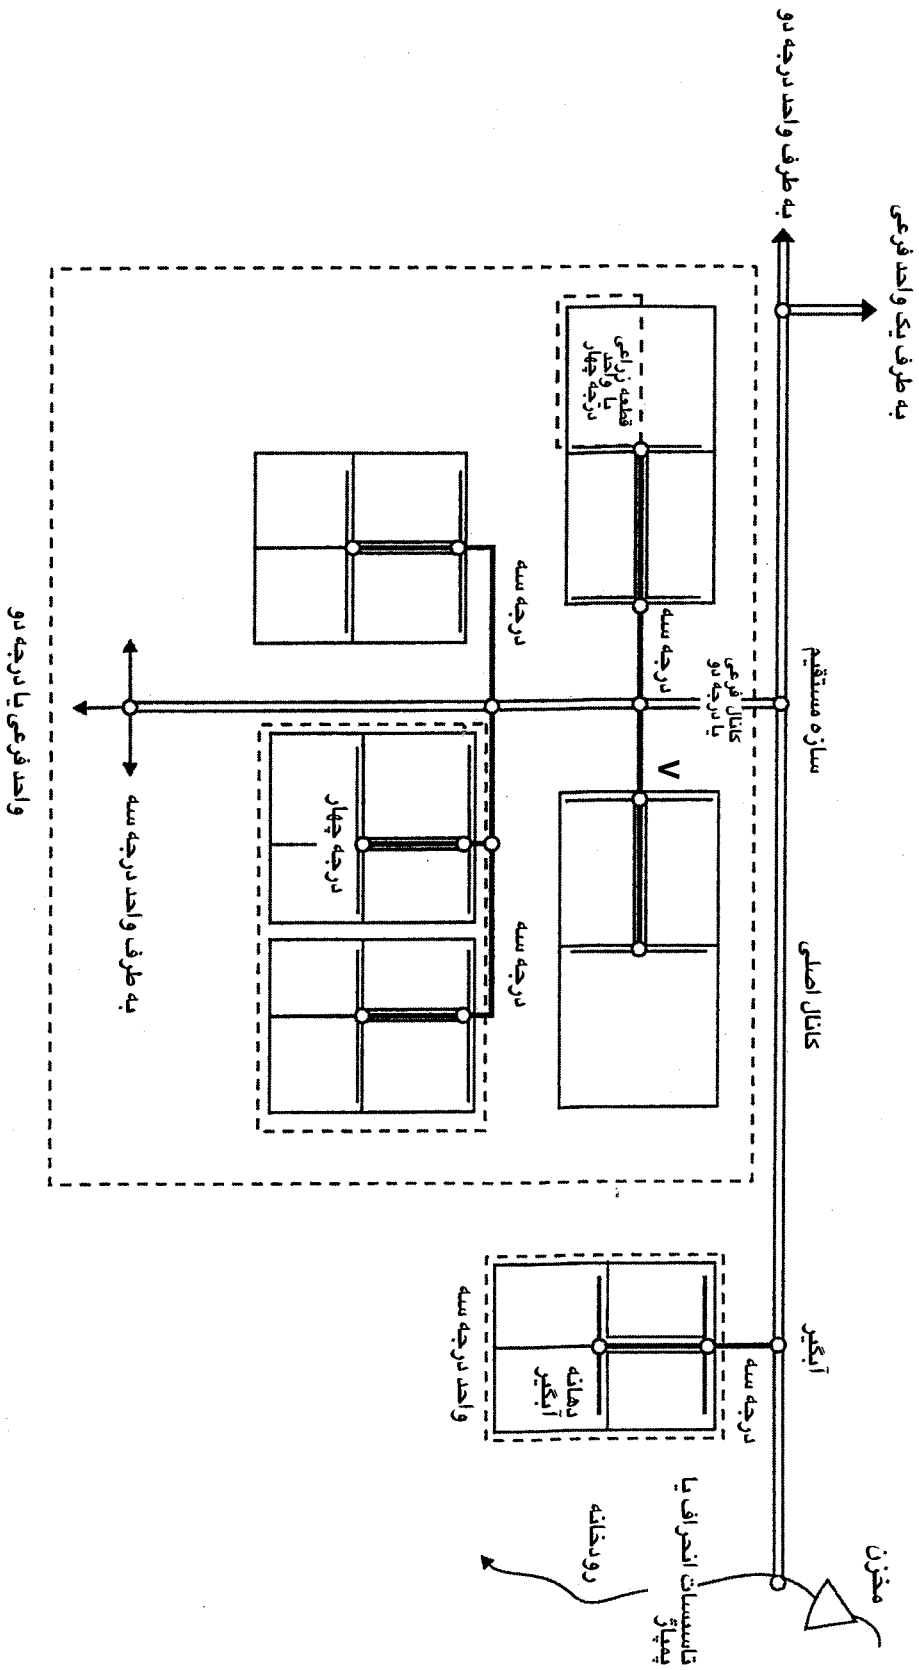 مخزن
تاسیسات انحراف یا
پمپاژ
رودخانه
آبگیر
درجه سه
دهانه
آبگیر
واحد درجه سه
کانال اصلی
سازه مستقیم
کانال فرعی
یا درجه دو
درجه سه
V
درجه سه
درجه سه
درجه چهار
قطعه زراعی
یا واحد
درجه چهار
به طرف واحد درجه سه
واحد فرعی یا درجه دو
به طرف یک واحد فرعی
به طرف واحد درجه دو